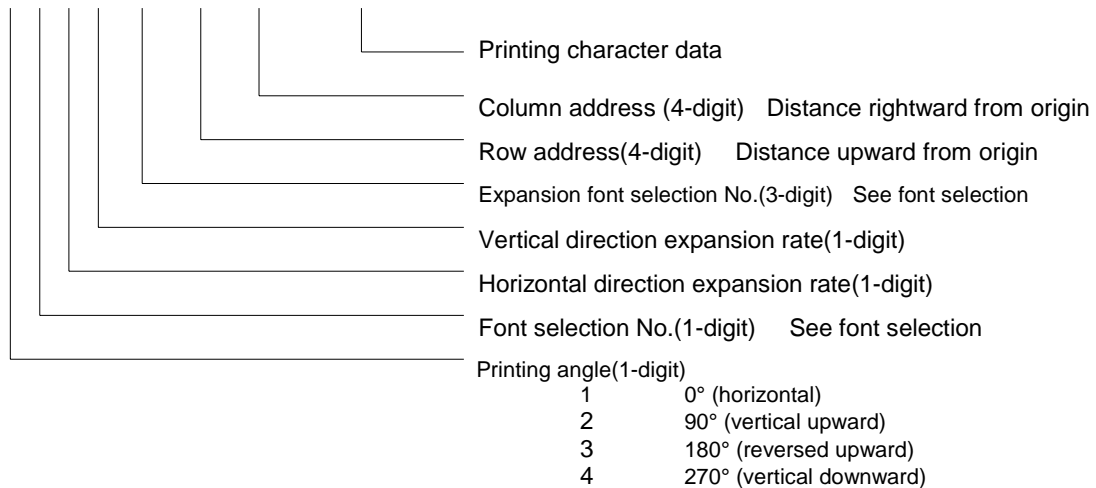 Printing character data
Column address (4-digit) Distance rightward from origin
Row address(4-digit) Distance upward from origin
Expansion font selection No.(3-digit) See font selection
Vertical direction expansion rate(1-digit)
Horizontal direction expansion rate(1-digit)
Font selection No.(1-digit) See font selection
Printing angle(1-digit)
1 0° (horizontal)
2 90° (vertical upward)
3 180° (reversed upward)
4 270° (vertical downward)